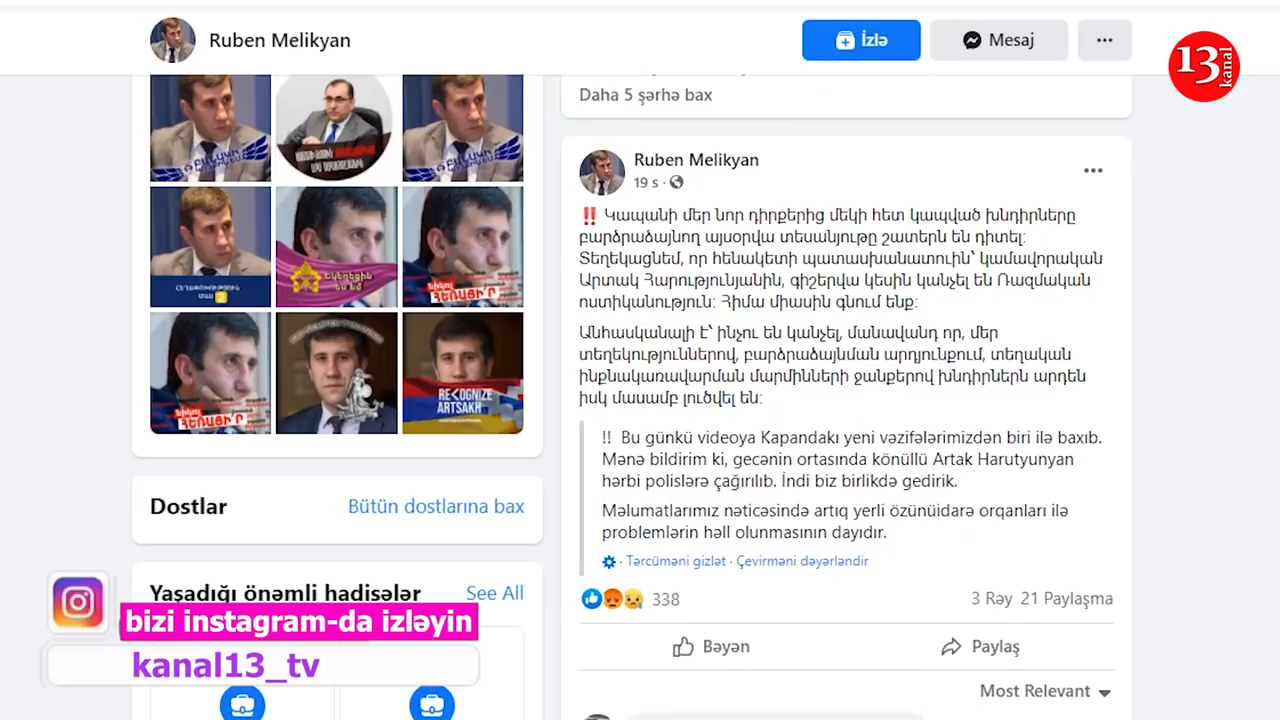 Ruben Melikyan
İzlə
Mesaj
13 kanal
RE<OGNIZE
ARTSAKH
Dostlar
Bütün dostlarına bax
Yaşadığı önəmli hadisələr
See All
bizi instagram-da izləyin
kanal13_tv
Daha 5 şərhə bax
Ruben Melikyan
19 s ·
‼ Կապանի մեր նոր դիրքերից մեկի հետ կապված խնդիրները
բարձրաձայնող այսօրվա տեսանյութը շատերն են դիտել:
Տեղեկացնեմ, որ հենակետի պատասխանատուին՝ կամավորական
Արտակ Հարությունյանին, գիշերվա կեսին կանչել են Ռազմական
ոստիկանություն: Հիմա միասին գնում ենք:
Անհասկանալի է՝ ինչու են կանչել, մանավանդ որ, մեր
տեղեկություններով, բարձրաձայնման արդյունքում, տեղական
ինքնակառավարման մարմինների ջանքերով խնդիրներն արդեն
իսկ մասամբ լուծվել են:
!! Bu günkü videoya Kapandakı yeni vəzifələrimizdən biri ilə baxıb.
Mənə bildirim ki, gecənin ortasında könüllü Artak Harutyunyan
hərbi polislərə çağırılıb. İndi biz birlikdə gedirik.
Məlumatlarımız nəticəsində artıq yerli özünüidarə orqanları ilə
problemlərin həll olunmasının dayıdır.
· Tərcüməni gizlət · Çevirməni dəyərləndir
338
3 Rəy 21 Paylaşma
Bəyən
Paylaş
Most Relevant